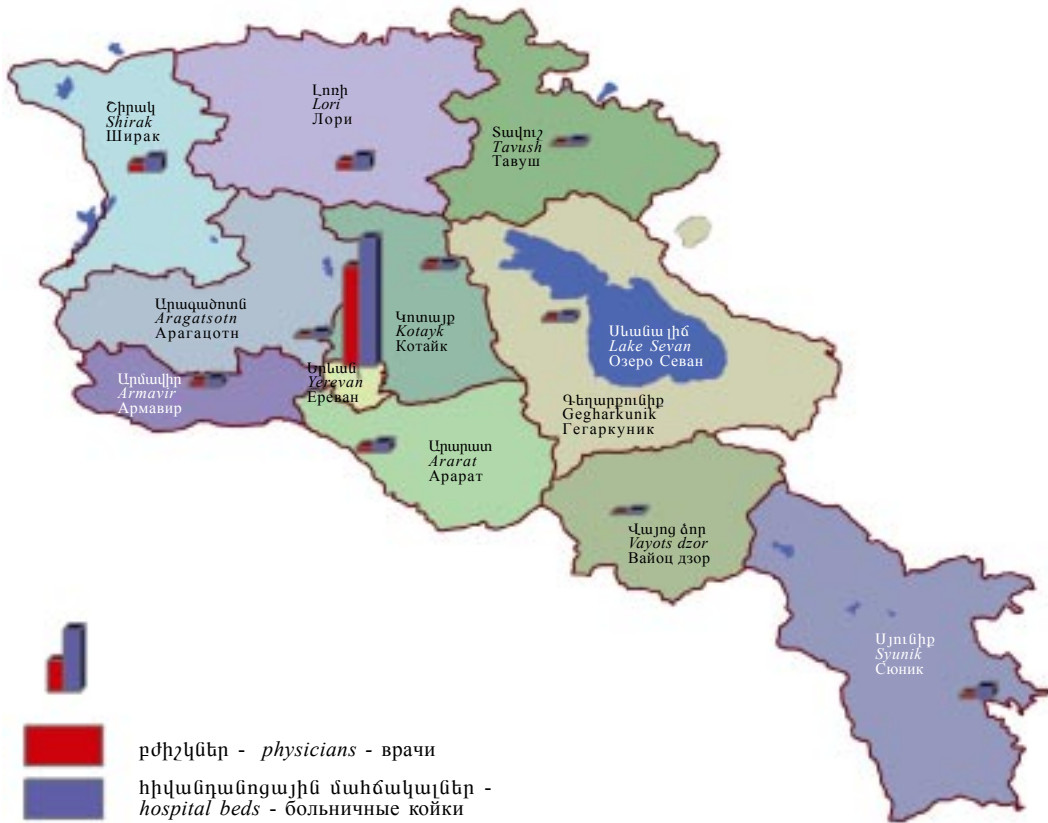 Շիրակ
Shirak
Ширак
Լոռի
Lori
Лори
Տավուշ
Tavush
Тавуш
Արագածոտն
Aragatsotn
Арагацотн
Կոտայք
Kotayk
Котайк
Սևանա լիճ
Lake Sevan
Озеро Севан
Արմավիր
Armavir
Армавир
Երևան
Yerevan
Ереван
Գեղարքունիք
Gegharkunik
Гегаркуник
Արարատ
Ararat
Арарат
Վայոց ձոր
Vayots dzor
Вайоц дзор
Սյունիք
Syunik
Сюник
բժիշկներ - physicians - врачи
հիվանդանոցային մահճակալներ -
hospital beds - больничные койки